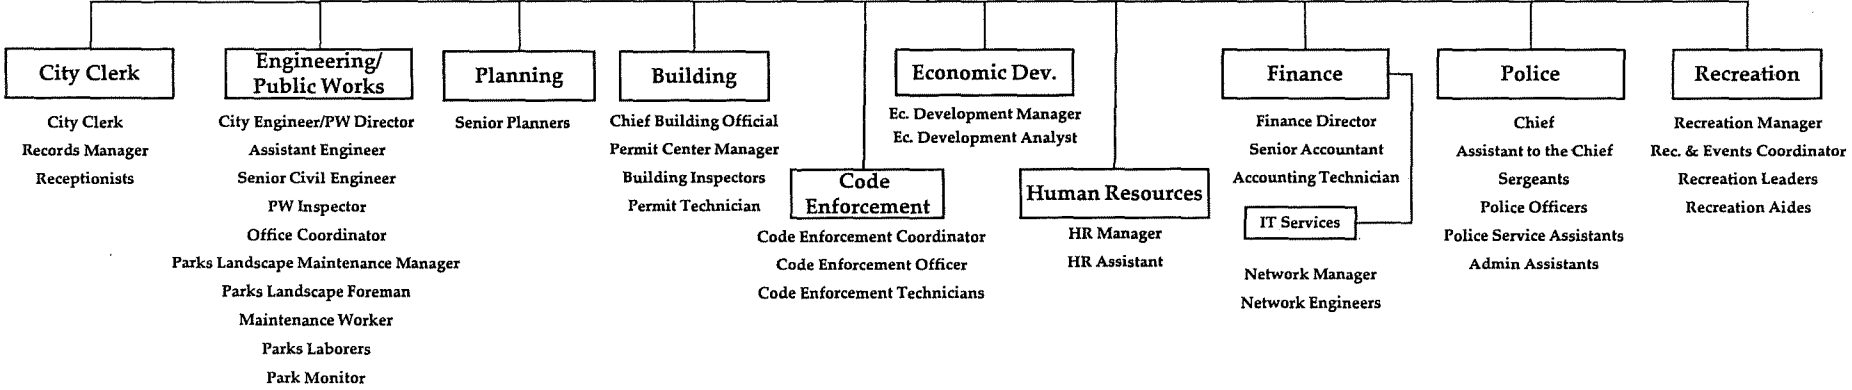 City Clerk
City Clerk
Records Manager
Receptionists
Engineering/
Public Works
City Engineer/PW Director
Assistant Engineer
Senior Civil Engineer
PW Inspector
Office Coordinator
Parks Landscape Maintenance Manager
Parks Landscape Foreman
Maintenance Worker
Parks Laborers
Park Monitor
Planning
Senior Planners
Building
Chief Building Official
Permit Center Manager
Building Inspectors
Permit Technician
Code
Enforcement
Code Enforcement Coordinator
Code Enforcement Officer
Code Enforcement Technicians
Economic Dev.
Ec. Development Manager
Ec. Development Analyst
Human Resources
HR Manager
HR Assistant
Finance
Finance Director
Senior Accountant
Accounting Technician
IT Services
Network Manager
Network Engineers
Police
Chief
Assistant to the Chief
Sergeants
Police Officers
Police Service Assistants
Admin Assistants
Recreation
Recreation Manager
Rec. & Events Coordinator
Recreation Leaders
Recreation Aides